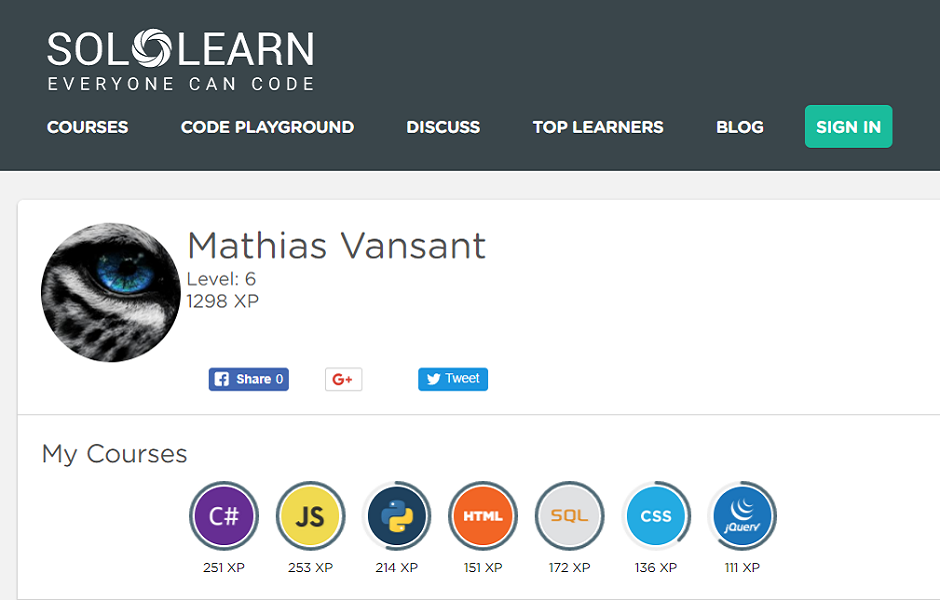 SOLOLEARN
EVERYONE CAN CODE
COURSES CODE PLAYGROUND DISCUSS TOP LEARNERS BLOG SIGN IN
Mathias Vansant
Level: 6
1298 XP
Share 0 G+ Tweet
My Courses
C# JS HTML SQL CSS jQuery
251 XP 253 XP 214 XP 151 XP 172 XP 136 XP 111 XP